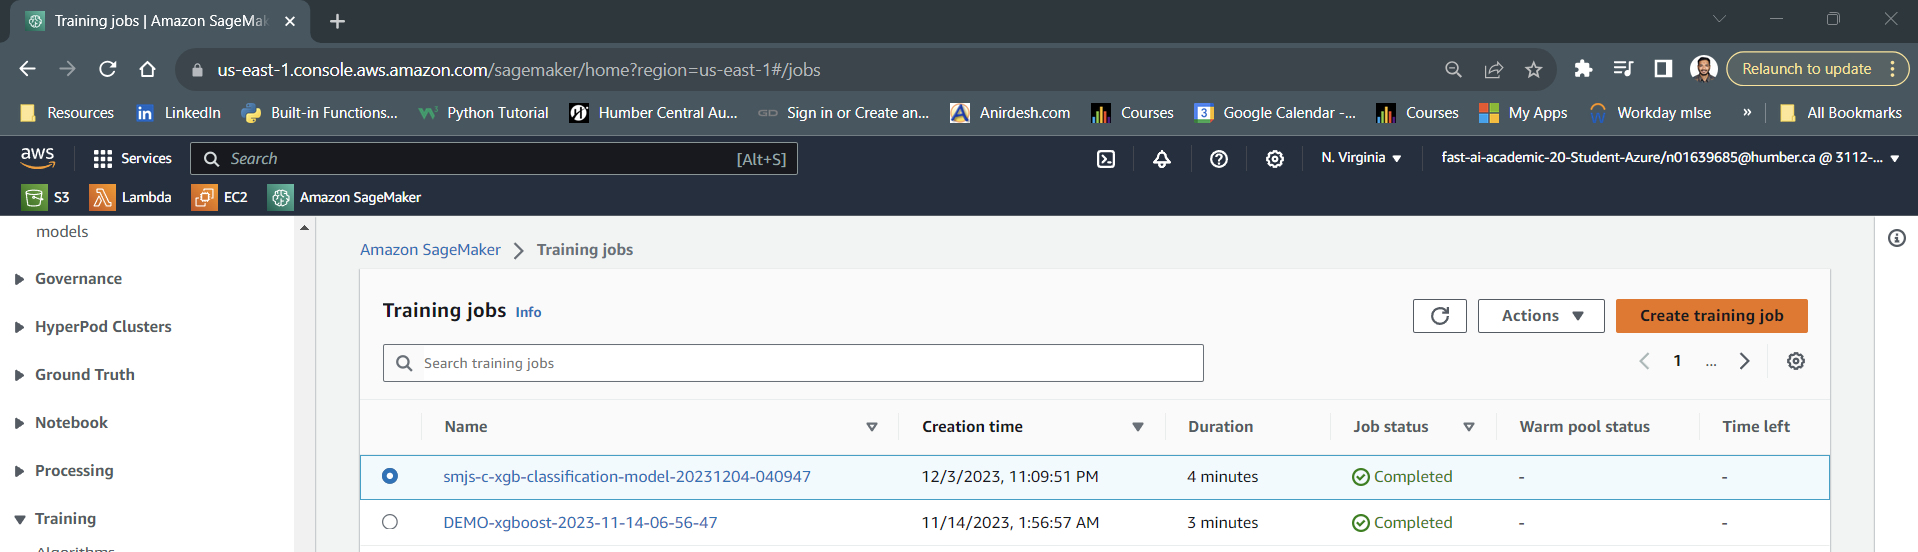 Training jobs | Amazon SageMak
us-east-1.console.aws.amazon.com/sagemaker/home?region=us-east-1#/jobs
Relaunch to update
Resources
LinkedIn
Built-in Functions...
Python Tutorial
Humber Central Au...
GD
Sign in or Create an...
Anirdesh.com
Courses
3
Google Calendar -...
Courses
My Apps
Workday mlse
»
All Bookmarks
aws
Services
Search
[Alt+S]
N. Virginia
fast-ai-academic-20-Student-Azure/n01639685@humber.ca @ 3112-...
S3
Lambda
EC2
Amazon SageMaker
models
Governance
HyperPod Clusters
Ground Truth
Notebook
Processing
Training
Algorithms
Amazon SageMaker > Training jobs
Training jobs Info
Actions
Create training job
Search training jobs
1 ...
Name Creation time Duration Job status Warm pool status Time left
smjs-c-xgb-classification-model-20231204-040947 12/3/2023, 11:09:51 PM 4 minutes Completed - -
DEMO-xgboost-2023-11-14-06-56-47 11/14/2023, 1:56:57 AM 3 minutes Completed - -